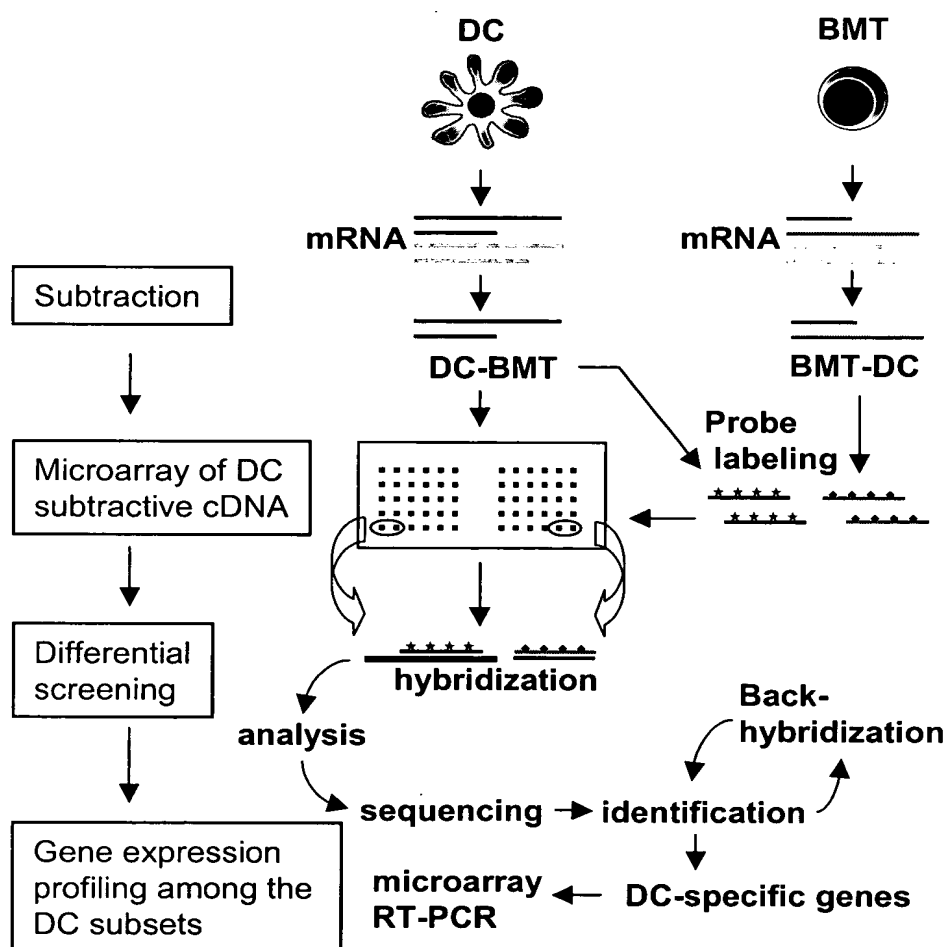 DC
BMT
mRNA
mRNA
Subtraction
DC-BMT
BMT-DC
Probe
labeling
Microarray of DC
subtractive cDNA
Differential
screening
hybridization
analysis
Back-
hybridization
sequencing
identification
Gene expression
profiling among the
DC subsets
microarray
RT-PCR
DC-specific genes